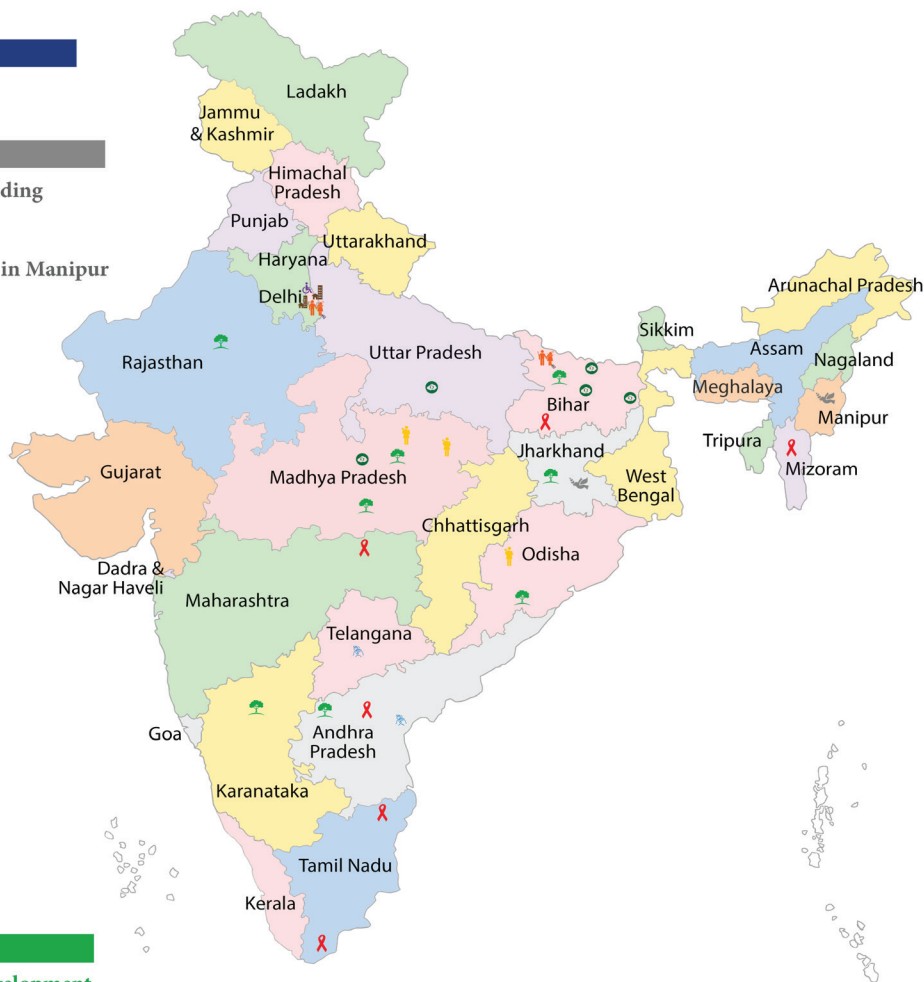 Ladakh
Jammu
& Kashmir
Himachal
Pradesh
ding
Punjab
Uttarakhand
Haryana
in Manipur
Delhi
Arunachal Pradesh
Sikkim
Assam
Uttar Pradesh
Nagaland
Rajasthan
Meghalaya
Bihar
Manipur
Tripura
Jharkhand
Mizoram
Gujarat
Madhya Pradesh
West
Bengal
Chhattisgarh
Odisha
Dadra &
Nagar Haveli
Maharashtra
Telangana
Goa
Andhra
Pradesh
Karanataka
Tamil Nadu
Kerala